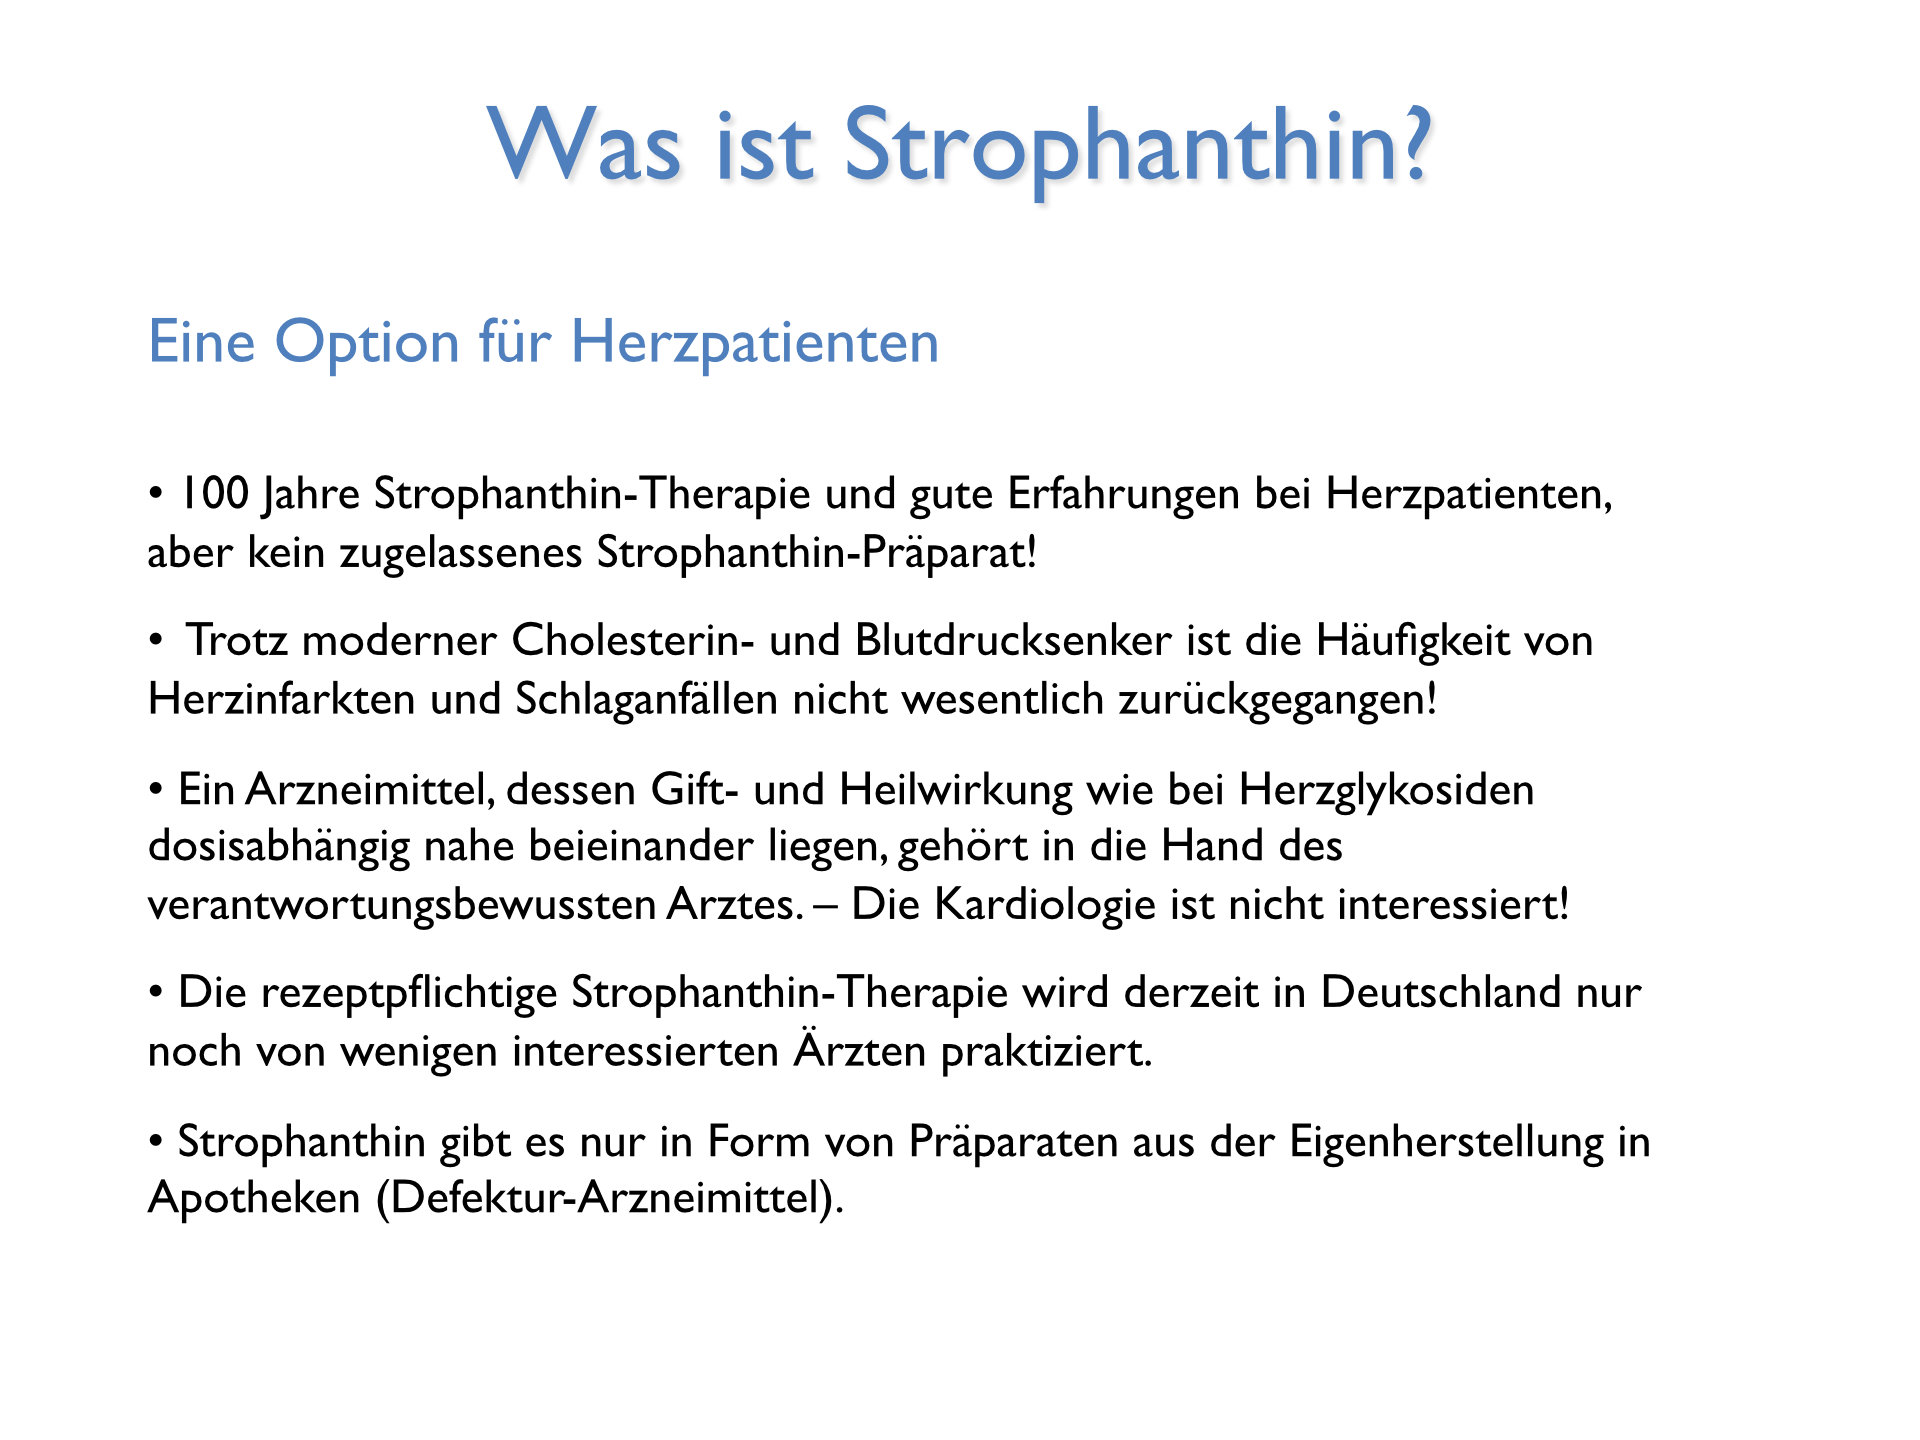 Was ist Strophanthin?
Eine Option für Herzpatienten
• 100 Jahre Strophanthin-Therapie und gute Erfahrungen bei Herzpatienten,
aber kein zugelassenes Strophanthin-Präparat!
• Trotz moderner Cholesterin- und Blutdrucksenker ist die Häufigkeit von
Herzinfarkten und Schlaganfällen nicht wesentlich zurückgegangen!
• Ein Arzneimittel, dessen Gift- und Heilwirkung wie bei Herzglykosiden
dosisabhängig nahe beieinander liegen, gehört in die Hand des
verantwortungsbewussten Arztes. – Die Kardiologie ist nicht interessiert!
• Die rezeptpflichtige Strophanthin-Therapie wird derzeit in Deutschland nur
noch von wenigen interessierten Ärzten praktiziert.
• Strophanthin gibt es nur in Form von Präparaten aus der Eigenherstellung in
Apotheken (Defektur-Arzneimittel).